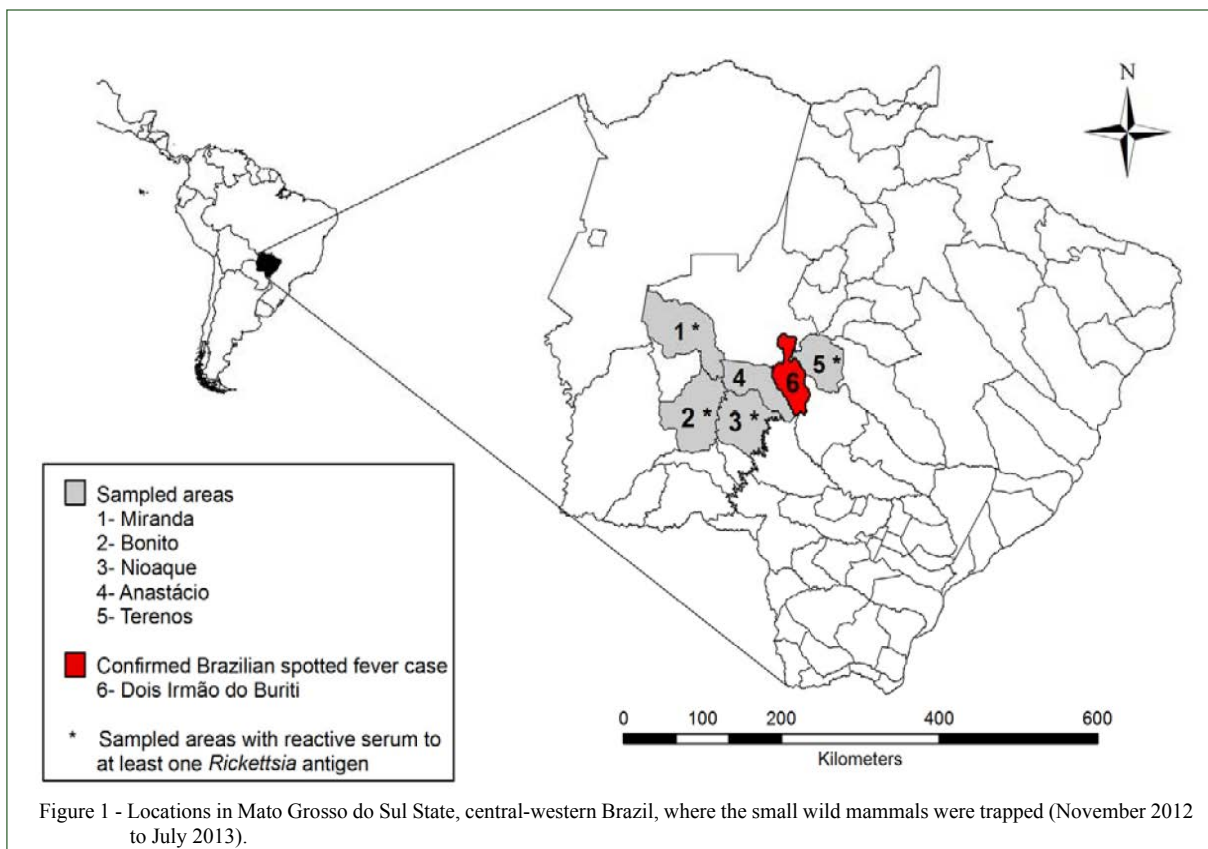 N
1 *
4
5 *
6
2 *
3 *
Sampled areas
1- Miranda
2- Bonito
3- Nioaque
4- Anastácio
5- Terenos
Confirmed Brazilian spotted fever case
6- Dois Irmão do Buriti
* Sampled areas with reactive serum to
at least one Rickettsia antigen
0 100 200 400 600
Kilometers
Figure 1 - Locations in Mato Grosso do Sul State, central-western Brazil, where the small wild mammals were trapped (November 2012
to July 2013).